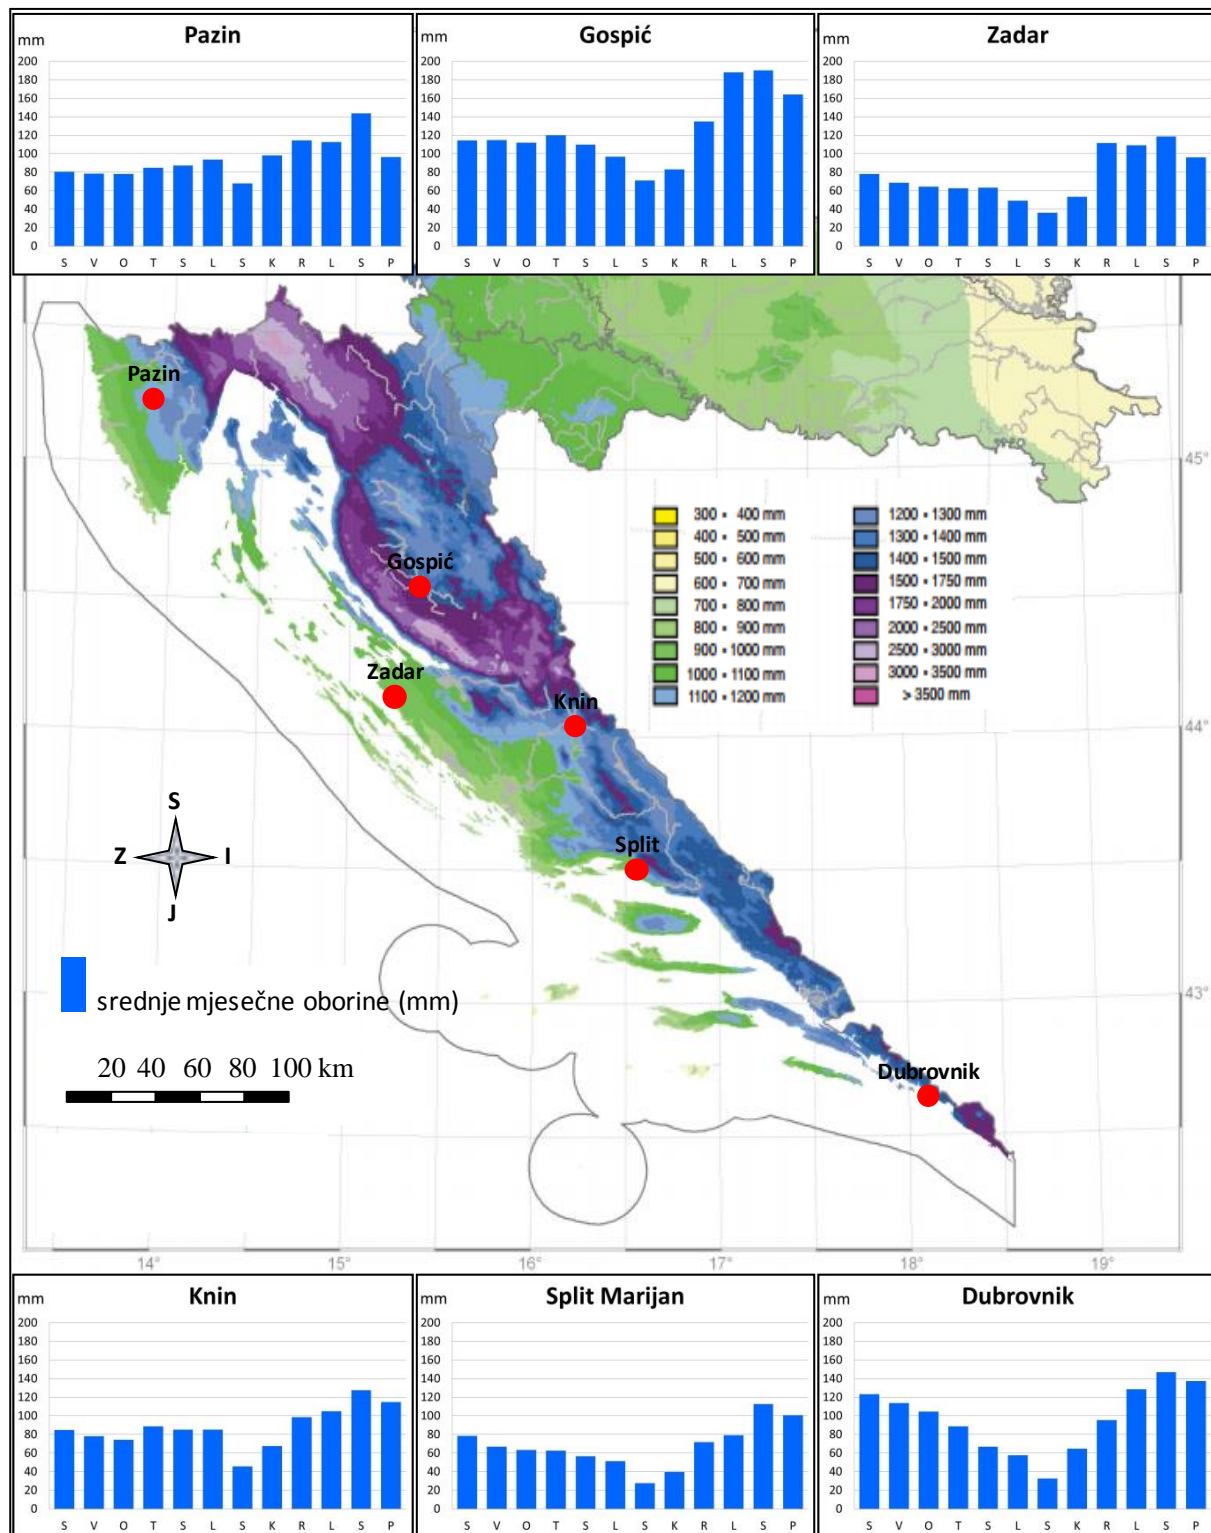 Pazin
mm
200
180
160
140
120
100
80
60
40
20
0
S V O T S L S K R L S P
Gospić
mm
200
180
160
140
120
100
80
60
40
20
0
S V O T S L S K R L S P
Zadar
mm
200
180
160
140
120
100
80
60
40
20
0
S V O T S L S K R L S P
Pazin
45°
300 - 400 mm
400 - 500 mm
500 - 600 mm
600 - 700 mm
700 - 800 mm
800 - 900 mm
900 - 1000 mm
1000 - 1100 mm
1100 - 1200 mm
1200 - 1300 mm
1300 - 1400 mm
1400 - 1500 mm
1500 - 1750 mm
1750 - 2000 mm
2000 - 2500 mm
2500 - 3000 mm
3000 - 3500 mm
> 3500 mm
Gospić
Zadar
Knin
44°
S
Z I
J
Split
43°
srednje mjesečne oborine (mm)
20 40 60 80 100 km
Dubrovnik
14° 15° 16° 17° 18° 19°
Knin
mm
200
180
160
140
120
100
80
60
40
20
0
S V O T S L S K R L S P
Split Marijan
mm
200
180
160
140
120
100
80
60
40
20
0
S V O T S L S K R L S P
Dubrovnik
mm
200
180
160
140
120
100
80
60
40
20
0
S V O T S L S K R L S P